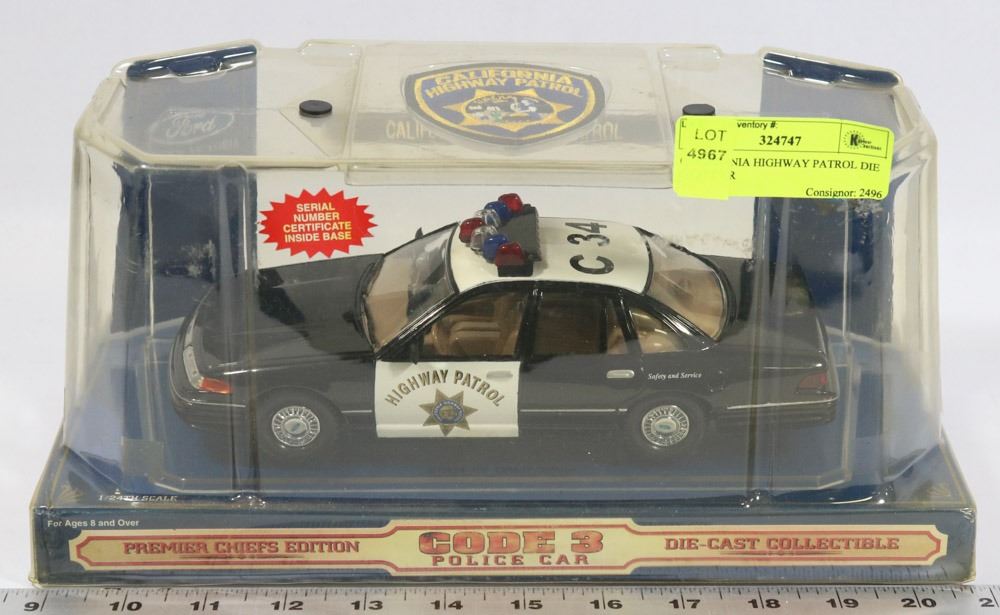 CALIFORNIA
HIGHWAY PATROL
Ford
LOT
4967
ventory #:
324747
NIA HIGHWAY PATROL DIE
R
Consignor: 2496
SERIAL
NUMBER
CERTIFICATE
INSIDE BASE
C 34
HIGHWAY PATROL
Safety and Service
1/24TH SCALE
For Ages 8 and Over
PREMIER CHIEFS EDITION
CODE 3
POLICE CAR
DIE-CAST COLLECTIBLE
9 10 11 12 13 14 15 16 17 18 19 20 2